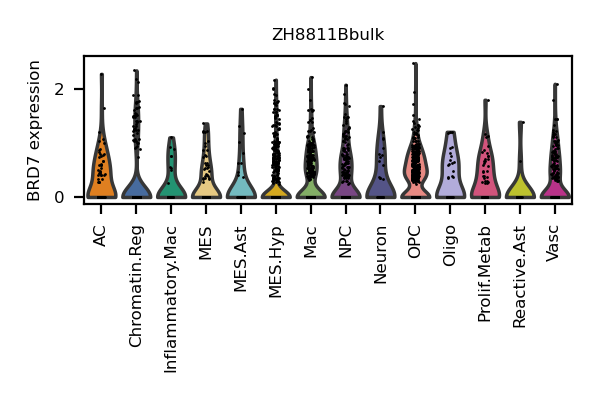 ZH8811Bbulk
BRD7 expression
2
0
AC
Chromatin.Reg
Inflammatory.Mac
MES
MES.Ast
MES.Hyp
Mac
NPC
Neuron
OPC
Oligo
Prolif.Metab
Reactive.Ast
Vasc